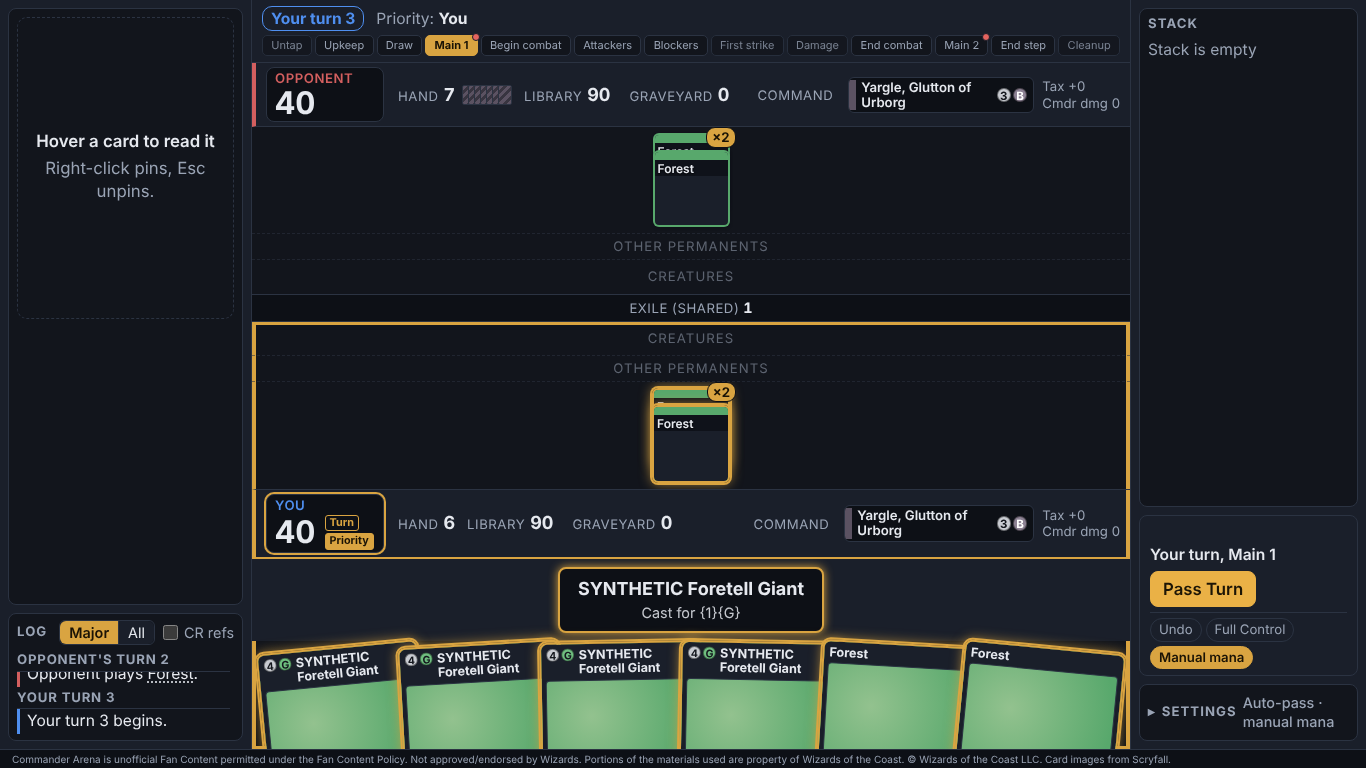 Hover a card to read it
Right-click pins, Esc
unpins.
LOG
Major
All
CR refs
OPPONENT'S TURN 2
Opponent plays Forest.
YOUR TURN 3
Your turn 3 begins.
Your turn 3
Priority: You
Untap
Upkeep
Draw
Main 1
Begin combat
Attackers
Blockers
First strike
Damage
End combat
Main 2
End step
Cleanup
OPPONENT
40
HAND 7
LIBRARY 90
GRAVEYARD 0
COMMAND
Yargle, Glutton of
Urborg
3 B
Tax +0
Cmdr dmg 0
×2
Forest
Forest
OTHER PERMANENTS
CREATURES
EXILE (SHARED) 1
CREATURES
OTHER PERMANENTS
×2
Forest
YOU
40
Turn
Priority
HAND 6
LIBRARY 90
GRAVEYARD 0
COMMAND
Yargle, Glutton of
Urborg
3 B
Tax +0
Cmdr dmg 0
SYNTHETIC Foretell Giant
Cast for {1}{G}
4 G SYNTHETIC
Foretell Giant
4 G SYNTHETIC
Foretell Giant
4 G SYNTHETIC
Foretell Giant
4 G SYNTHETIC
Foretell Giant
Forest
Forest
STACK
Stack is empty
Your turn, Main 1
Pass Turn
Undo
Full Control
Manual mana
▸ SETTINGS
Auto-pass ·
manual mana
Commander Arena is unofficial Fan Content permitted under the Fan Content Policy. Not approved/endorsed by Wizards. Portions of the materials used are property of Wizards of the Coast. © Wizards of the Coast LLC. Card images from Scryfall.